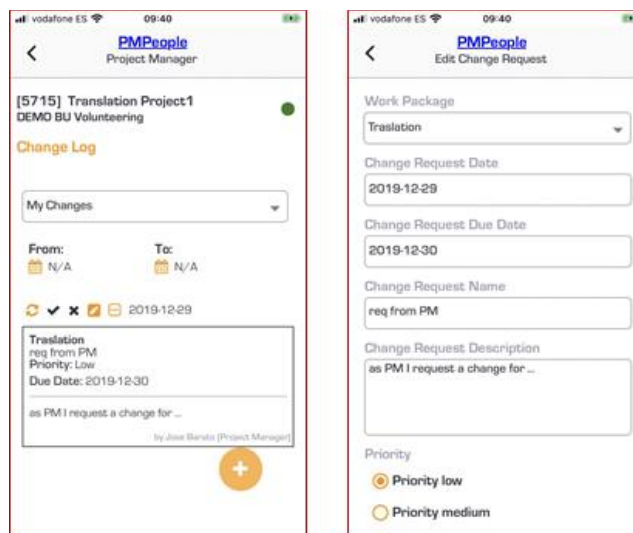 vodafone ES 09:40
PMPeople
Project Manager
[5715] Translation Project1
DEMO BU Volunteering
Change Log
My Changes
From: To:
N/A N/A
2019-12-29
Traslation
req from PM
Priority: Low
Due Date: 2019-12-30
as PM I request a change for ...
by Jose Barato [Project Manager]
vodafone ES 09:40
PMPeople
Edit Change Request
Work Package
Traslation
Change Request Date
2019-12-29
Change Request Due Date
2019-12-30
Change Request Name
req from PM
Change Request Description
as PM I request a change for ...
Priority
Priority low
Priority medium